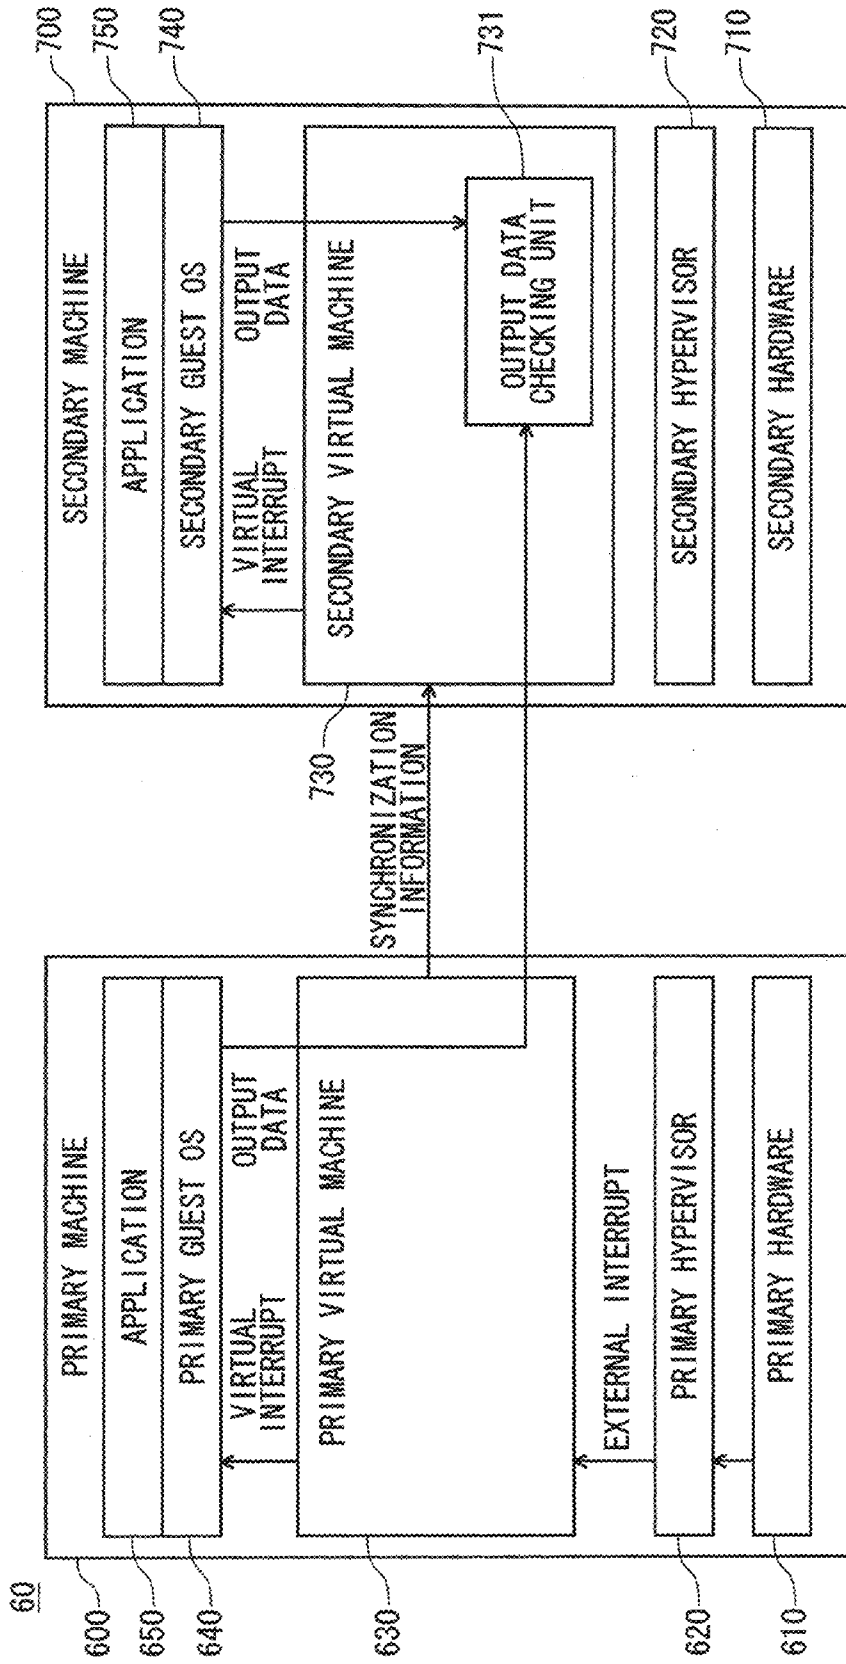 60
600
PRIMARY MACHINE
650
APPLICATION
640
PRIMARY GUEST OS
VIRTUAL
INTERRUPT
OUTPUT
DATA
630
PRIMARY VIRTUAL MACHINE
EXTERNAL INTERRUPT
620
PRIMARY HYPERVISOR
610
PRIMARY HARDWARE
SYNCHRONIZATION
INFORMATION
700
SECONDARY MACHINE
750
APPLICATION
740
SECONDARY GUEST OS
VIRTUAL
INTERRUPT
OUTPUT
DATA
730
SECONDARY VIRTUAL MACHINE
731
OUTPUT DATA
CHECKING UNIT
720
SECONDARY HYPERVISOR
710
SECONDARY HARDWARE